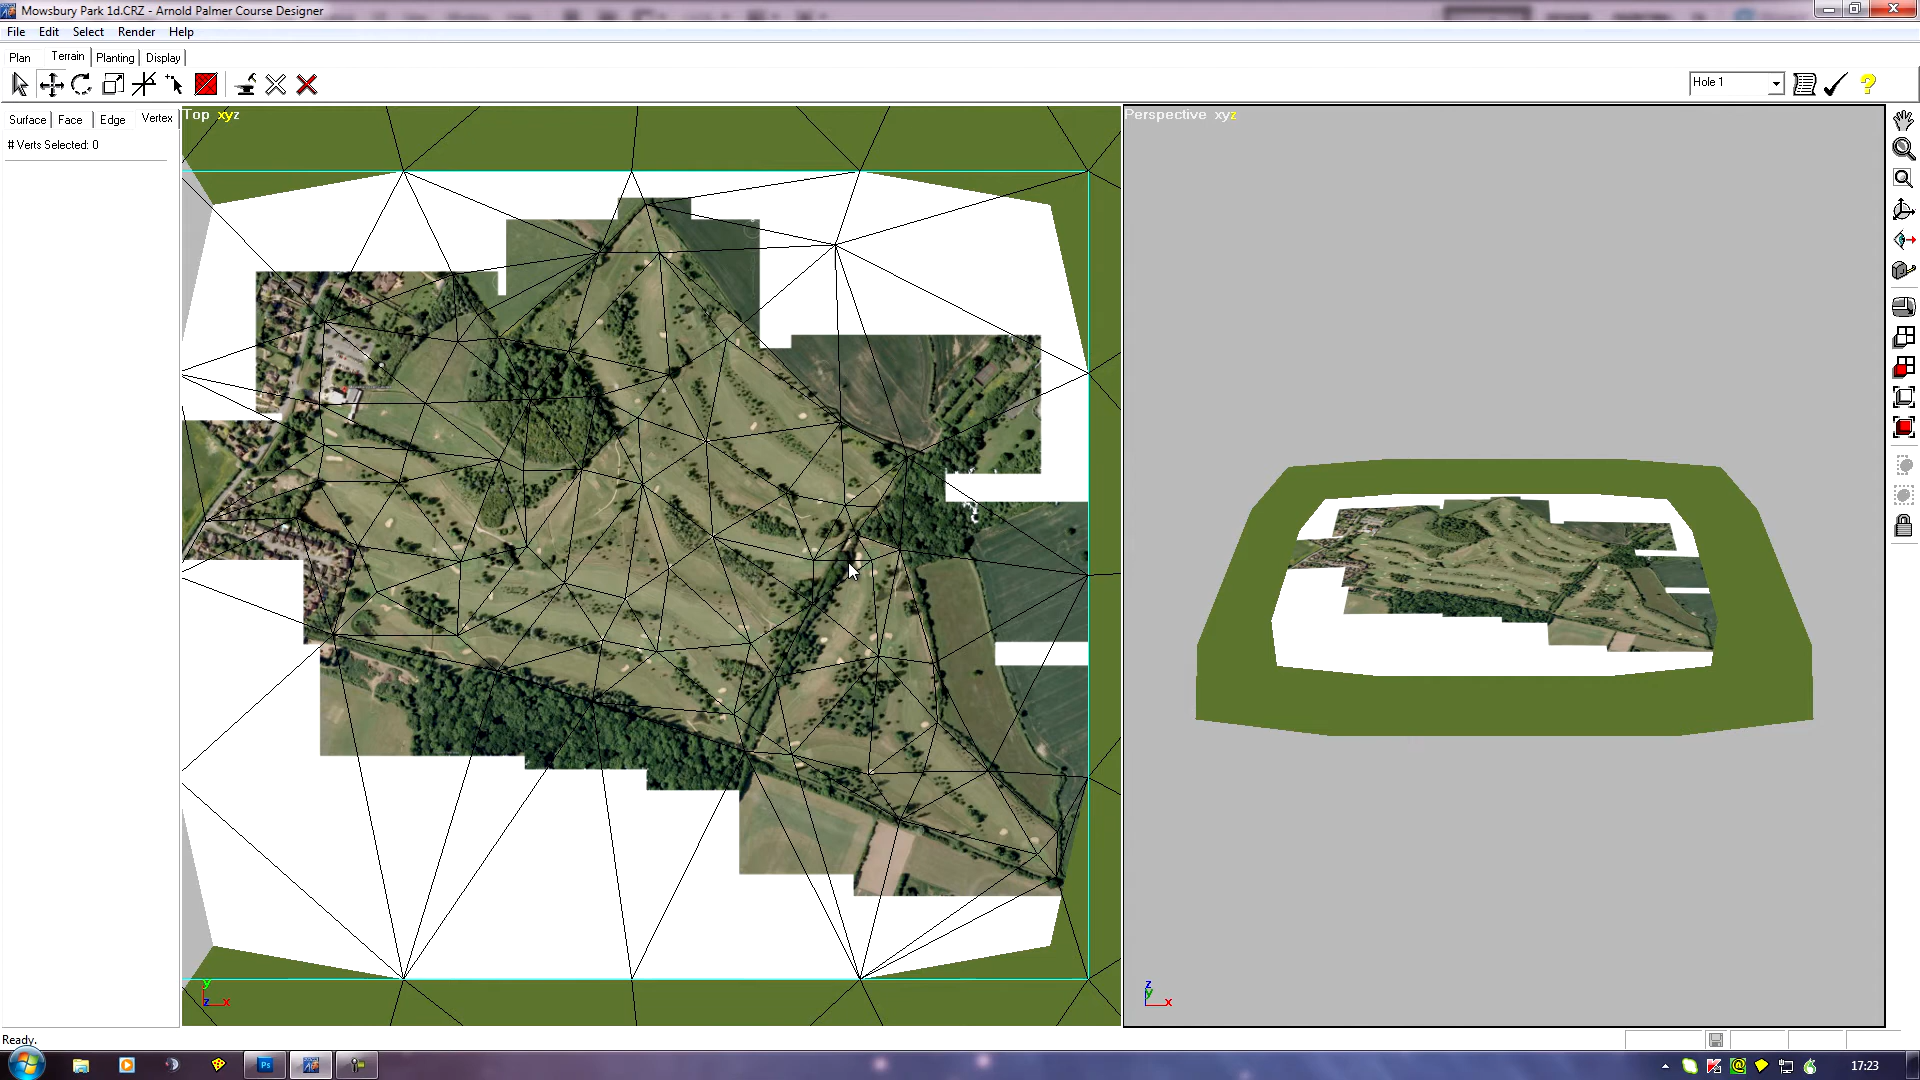 Mowsbury Park 1d.CRZ - Arnold Palmer Course Designer
File Edit Select Render Help
Plan Terrain Planting Display
Hole 1
?
Surface Face Edge Vertex
# Verts Selected: 0
Top xyz
Perspective xyz
y
z x
z
y
x
Ready.
Ps
17:23